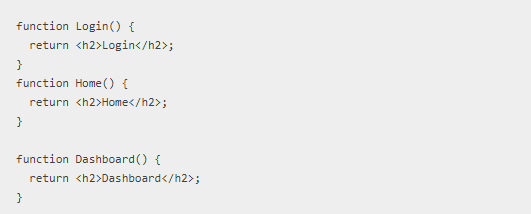 function Login() {
  return <h2>Login</h2>;
}
function Home() {
  return <h2>Home</h2>;
}

function Dashboard() {
  return <h2>Dashboard</h2>;
}